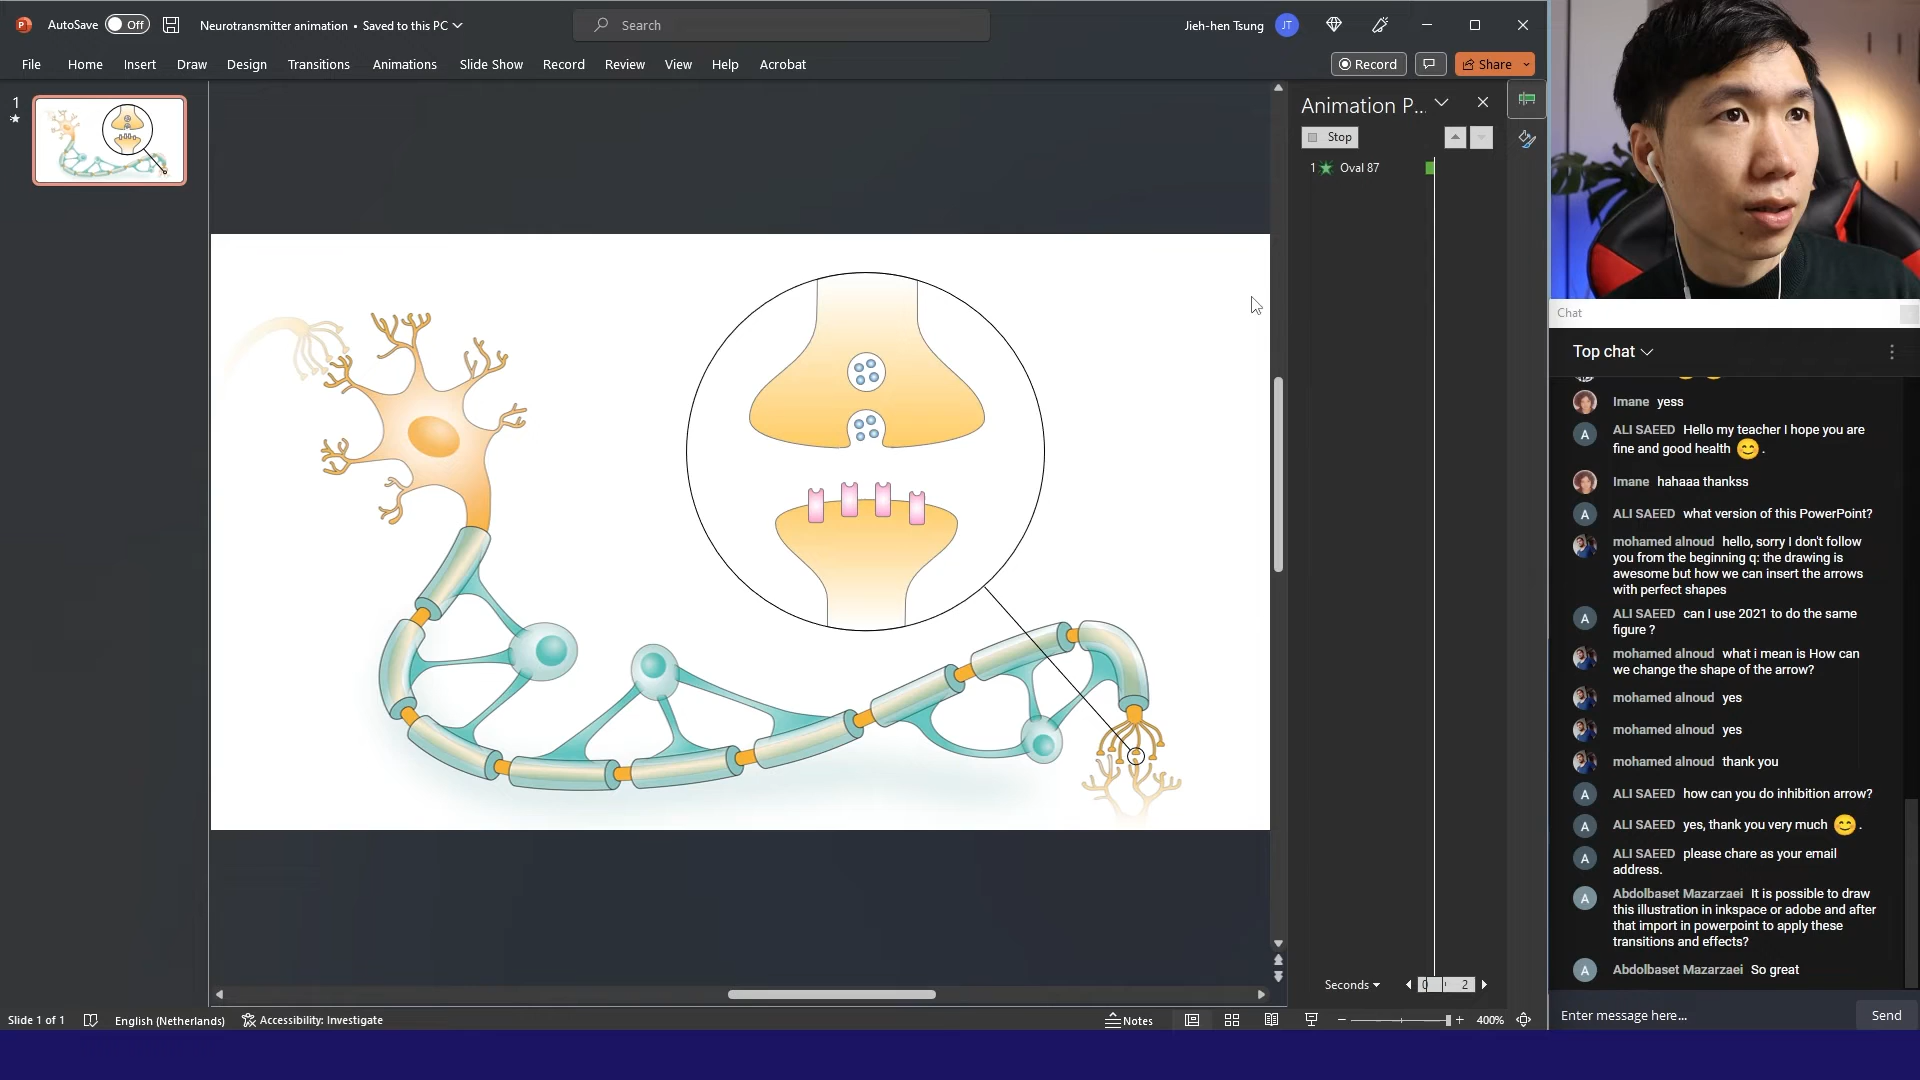 AutoSave Off Neurotransmitter animation • Saved to this PC Search Jieh-hen Tsung JT
File Home Insert Draw Design Transitions Animations Slide Show Record Review View Help Acrobat Record Share
1
Animation P...
Stop
1 Oval 87
Seconds 0 2
Slide 1 of 1 English (Netherlands) Accessibility: Investigate Notes 400%
Chat
Top chat
Imane yess
A ALI SAEED Hello my teacher I hope you are
fine and good health 😊 .
Imane hahaaa thankss
A ALI SAEED what version of this PowerPoint?
mohamed alnoud hello, sorry I don't follow
you from the beginning q: the drawing is
awesome but how we can insert the arrows
with perfect shapes
A ALI SAEED can I use 2021 to do the same
figure ?
mohamed alnoud what i mean is How can
we change the shape of the arrow?
mohamed alnoud yes
mohamed alnoud yes
mohamed alnoud thank you
A ALI SAEED how can you do inhibition arrow?
A ALI SAEED yes, thank you very much 😊 .
A ALI SAEED please chare as your email
address.
A Abdolbaset Mazarzaei It is possible to draw
this illustration in inkspace or adobe and after
that import in powerpoint to apply these
transitions and effects?
A Abdolbaset Mazarzaei So great
Enter message here... Send